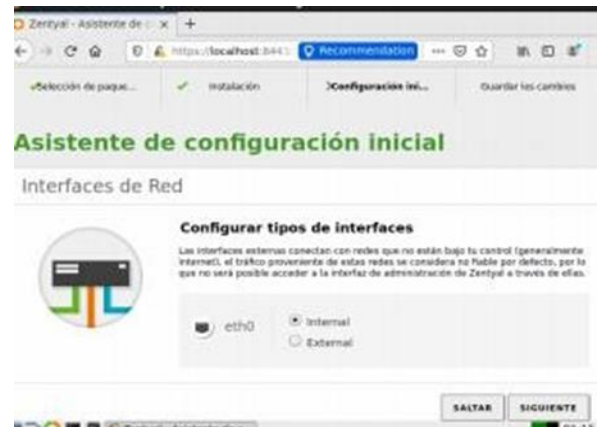 Zentyal - Asistente de c
https://localhost:844
Recommendation
Selección de paque...
Instalación
Configuración ini...
Guardar los cambios
Asistente de configuración inicial
Interfaces de Red
Configurar tipos de interfaces
Las interfaces externas conectan con redes que no están bajo tu control (generalmente
internet), el tráfico proveniente de estas redes se considera no fiable por defecto, por lo
que no será posible acceder a la interfaz de administración de Zentyal a través de ellas.
eth0
Internal
External
SALTAR
SIGUIENTE